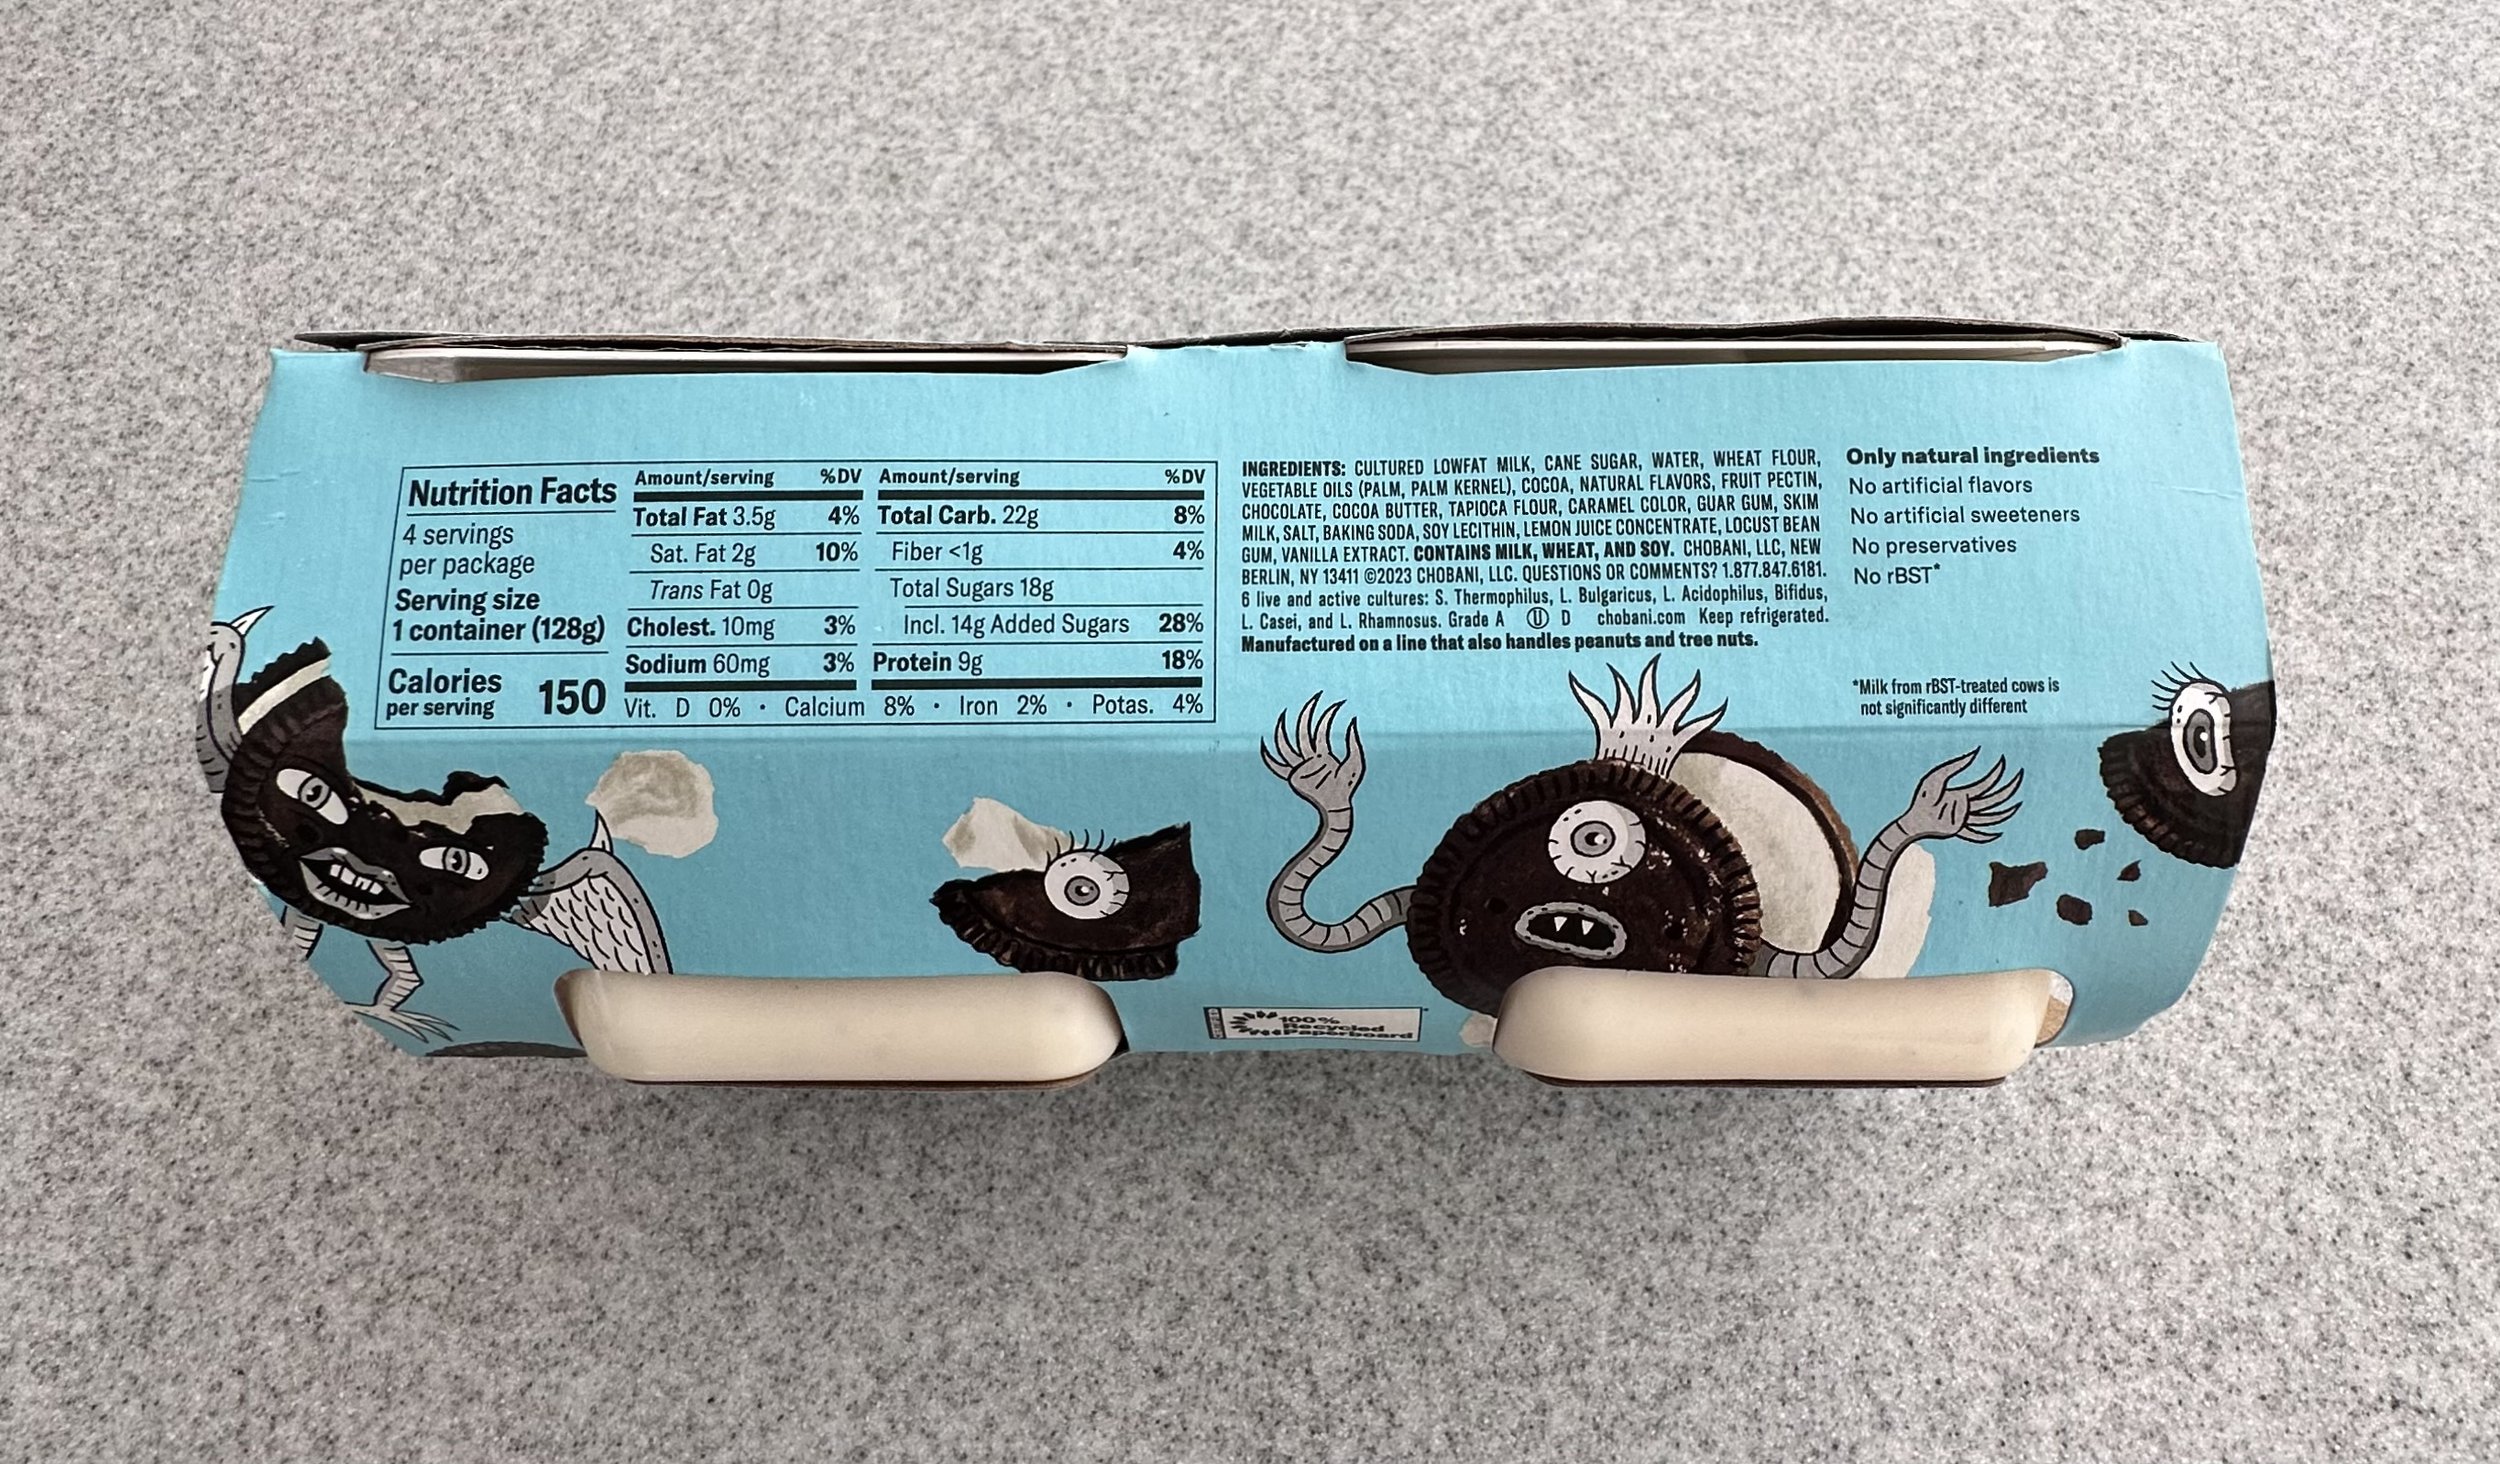 Nutrition Facts
4 servings
per package
Serving size
1 container (128g)
Calories
per serving 150
Amount/serving %DV
Total Fat 3.5g 4%
Sat. Fat 2g 10%
Trans Fat 0g
Cholest. 10mg 3%
Sodium 60mg 3%
Amount/serving %DV
Total Carb. 22g 8%
Fiber <1g 4%
Total Sugars 18g
Incl. 14g Added Sugars 28%
Protein 9g 18%
Vit. D 0% • Calcium 8% • Iron 2% • Potas. 4%
INGREDIENTS: CULTURED LOWFAT MILK, CANE SUGAR, WATER, WHEAT FLOUR,
VEGETABLE OILS (PALM, PALM KERNEL), COCOA, NATURAL FLAVORS, FRUIT PECTIN,
CHOCOLATE, COCOA BUTTER, TAPIOCA FLOUR, CARAMEL COLOR, GUAR GUM, SKIM
MILK, SALT, BAKING SODA, SOY LECITHIN, LEMON JUICE CONCENTRATE, LOCUST BEAN
GUM, VANILLA EXTRACT. CONTAINS MILK, WHEAT, AND SOY. CHOBANI, LLC, NEW
BERLIN, NY 13411 ©2023 CHOBANI, LLC. QUESTIONS OR COMMENTS? 1.877.847.6181.
6 live and active cultures: S. Thermophilus, L. Bulgaricus, L. Acidophilus, Bifidus,
L. Casei, and L. Rhamnosus. Grade A Ⓤ D chobani.com Keep refrigerated.
Manufactured on a line that also handles peanuts and tree nuts.
Only natural ingredients
No artificial flavors
No artificial sweeteners
No preservatives
No rBST*
*Milk from rBST-treated cows is
not significantly different
100%
Recycled
Paperboard